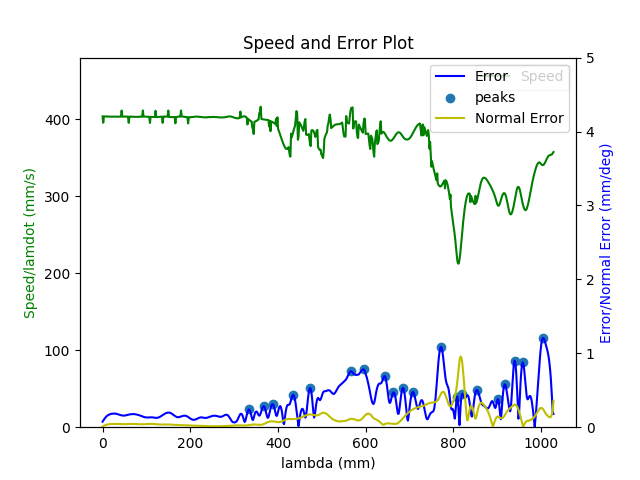 Speed and Error Plot
Speed/lamdot (mm/s)
400
300
200
100
0
Error
Speed
peaks
Normal Error
5
4
3
2
1
0
Error/Normal Error (mm/deg)
0
200
400
600
800
1000
lambda (mm)